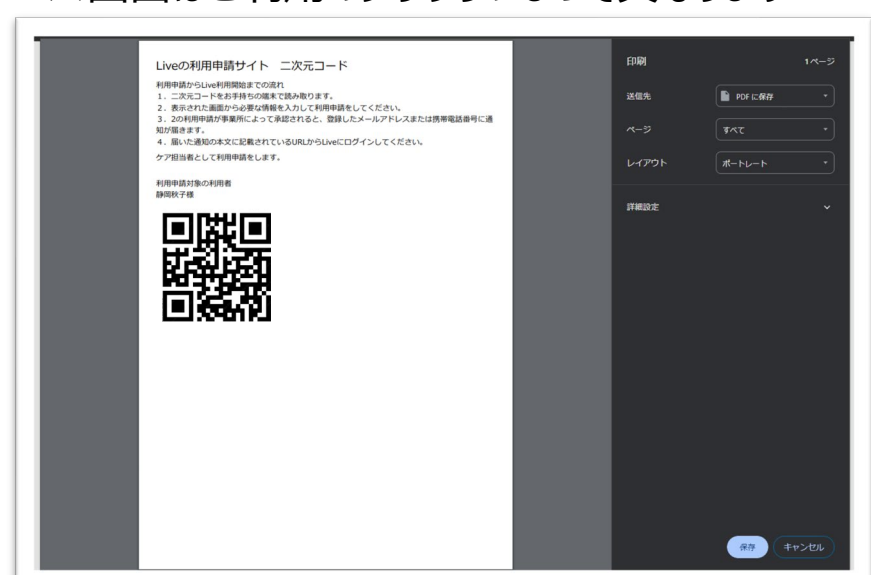 Liveの利用申請サイト 二次元コード
利用申請からLive利用開始までの流れ
1．二次元コードをお手持ちの端末で読み取ります。
2．表示された画面から必要な情報を入力して利用申請をしてください。
3．2の利用申請が事業所によって承認されると、登録したメールアドレスまたは携帯電話番号に通
知が届きます。
4．届いた通知の本文に記載されているURLからLiveにログインしてください。
ケア担当者として利用申請をします。
利用申請対象の利用者
静岡秋子様
印刷 1ページ
送信先 PDF に保存
ページ すべて
レイアウト ポートレート
詳細設定
保存 キャンセル